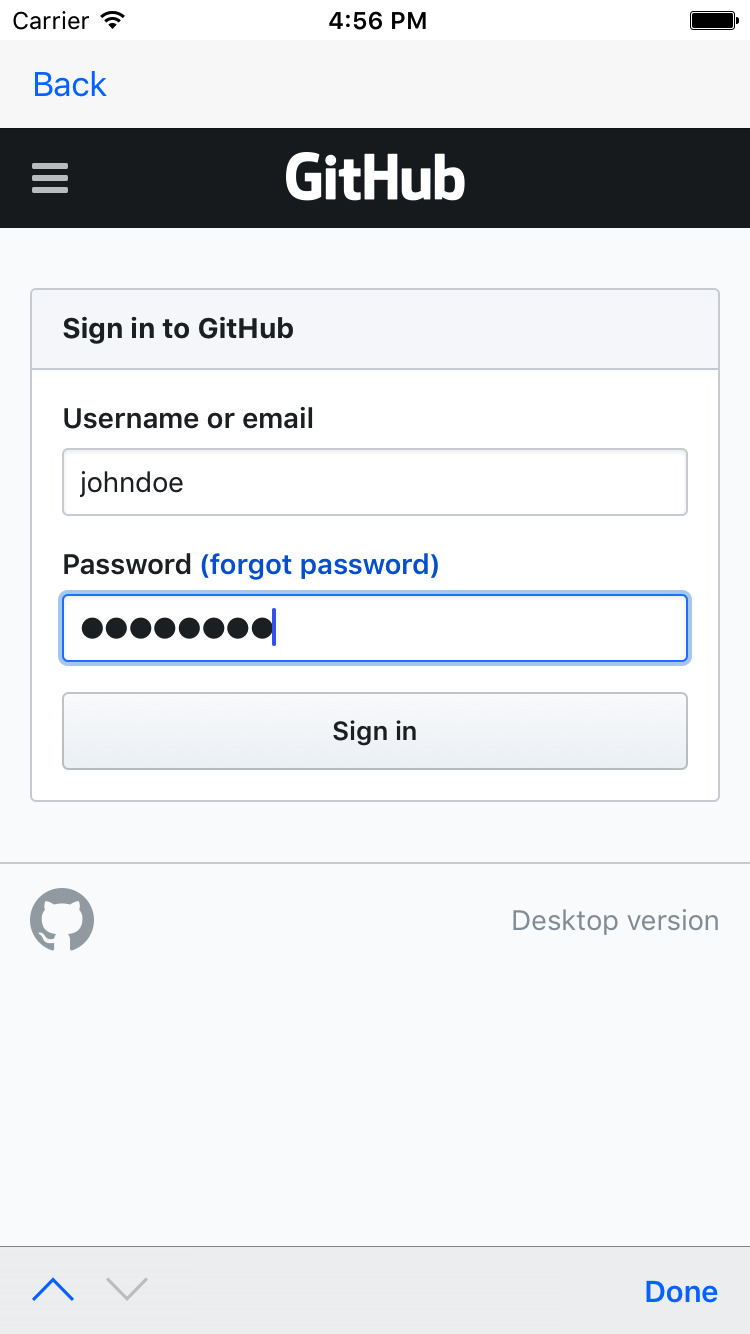 Carrier 4:56 PM
Back
GitHub
Sign in to GitHub
Username or email
johndoe
Password (forgot password)
●●●●●●●●
Sign in
Desktop version
Done